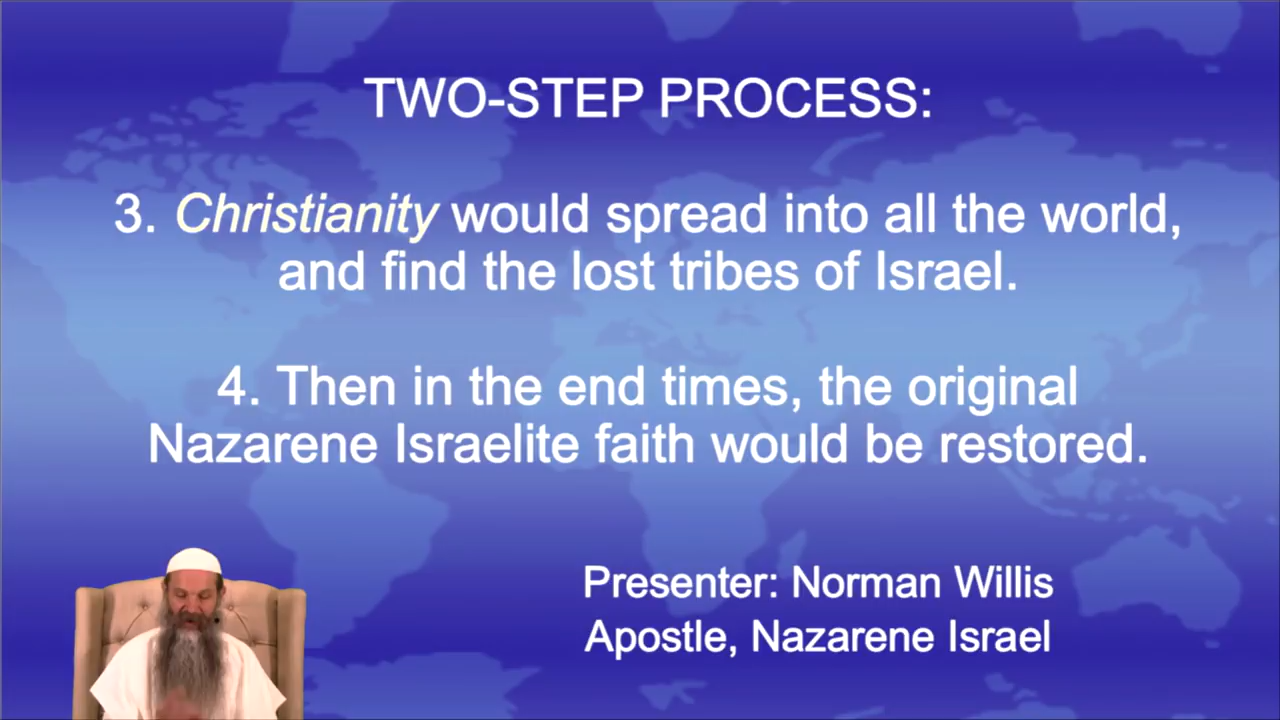 TWO-STEP PROCESS:
3. Christianity would spread into all the world,
and find the lost tribes of Israel.
4. Then in the end times, the original
Nazarene Israelite faith would be restored.
Presenter: Norman Willis
Apostle, Nazarene Israel